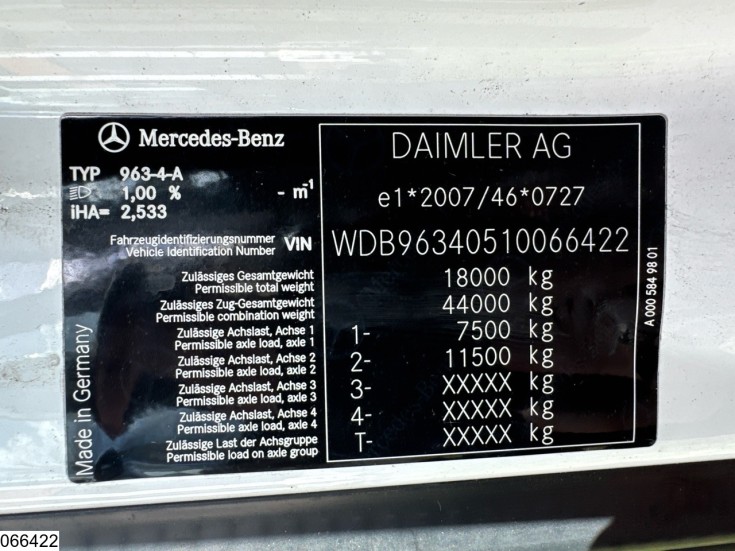 Mercedes-Benz
TYP 963-4-A
1,00 % - m⁻¹
iHA= 2,533
DAIMLER AG
e1*2007/46*0727
Fahrzeugidentifizierungsnummer
Vehicle Identification Number
VIN
WDB96340510066422
Zulässiges Gesamtgewicht
Permissible total weight
18000 kg
Zulässiges Zug-Gesamtgewicht
Permissible combination weight
44000 kg
Zulässige Achslast, Achse 1
Permissible axle load, axle 1
1- 7500 kg
Zulässige Achslast, Achse 2
Permissible axle load, axle 2
2- 11500 kg
Zulässige Achslast, Achse 3
Permissible axle load, axle 3
3- XXXXX kg
Zulässige Achslast, Achse 4
Permissible axle load, axle 4
4- XXXXX kg
Zulässige Last der Achsgruppe
Permissible load on axle group
T- XXXXX kg
Made in Germany
A 000 584 98 01
066422